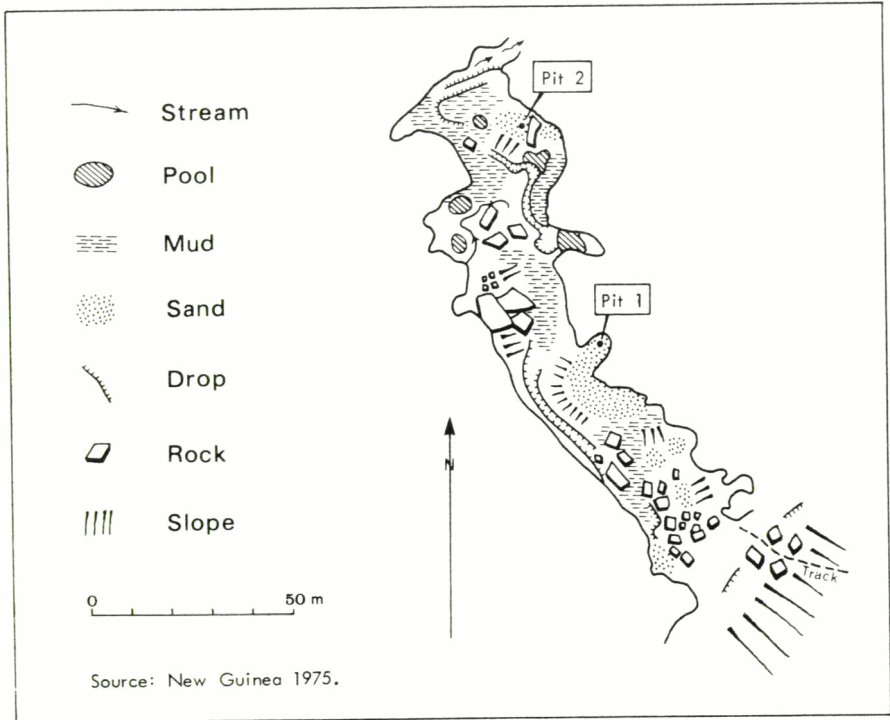 Stream
Pool
Mud
Sand
Drop
Rock
Slope
0 50 m
Source: New Guinea 1975.
N
Pit 2
Pit 1
Track